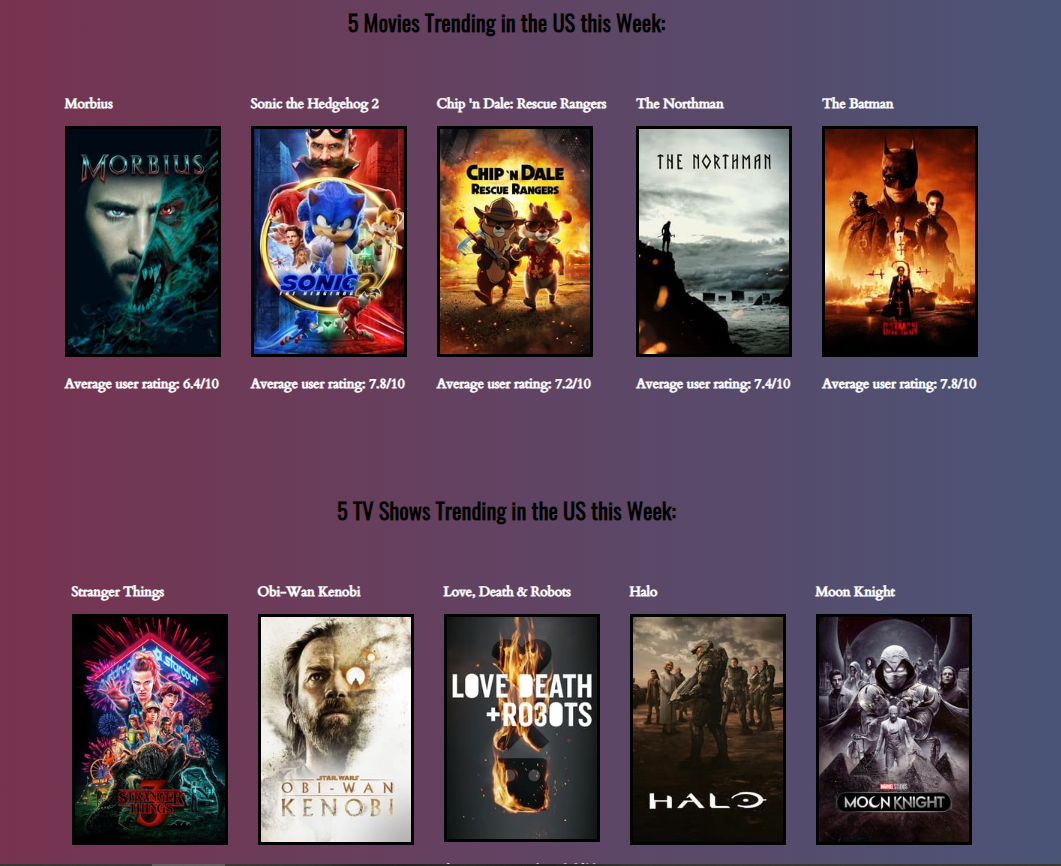 5 Movies Trending in the US this Week:
Morbius Sonic the Hedgehog 2 Chip 'n Dale: Rescue Rangers The Northman The Batman
MORBIUS
CHIP 'N DALE
RESCUE RANGERS
THE NORTHMAN
SONIC 2
THE HEDGEHOG
BATMAN
Average user rating: 6.4/10 Average user rating: 7.8/10 Average user rating: 7.2/10 Average user rating: 7.4/10 Average user rating: 7.8/10
5 TV Shows Trending in the US this Week:
Stranger Things Obi-Wan Kenobi Love, Death & Robots Halo Moon Knight
starcourt
STRANGER
THINGS
3
STAR WARS
OBI-WAN
KENOBI
LOVE DEATH
+ROBOTS
HALO
MARVEL STUDIOS
MOON KNIGHT